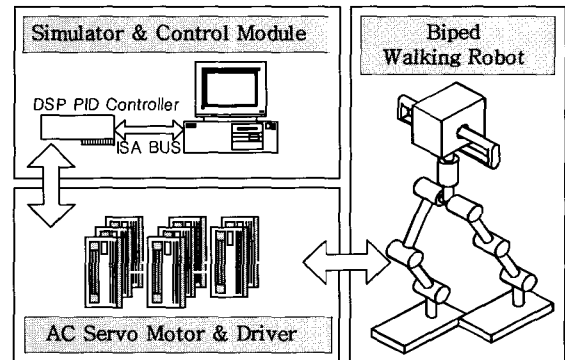 Simulator & Control Module
DSP PID Controller
ISA BUS
AC Servo Motor & Driver
Biped
Walking Robot